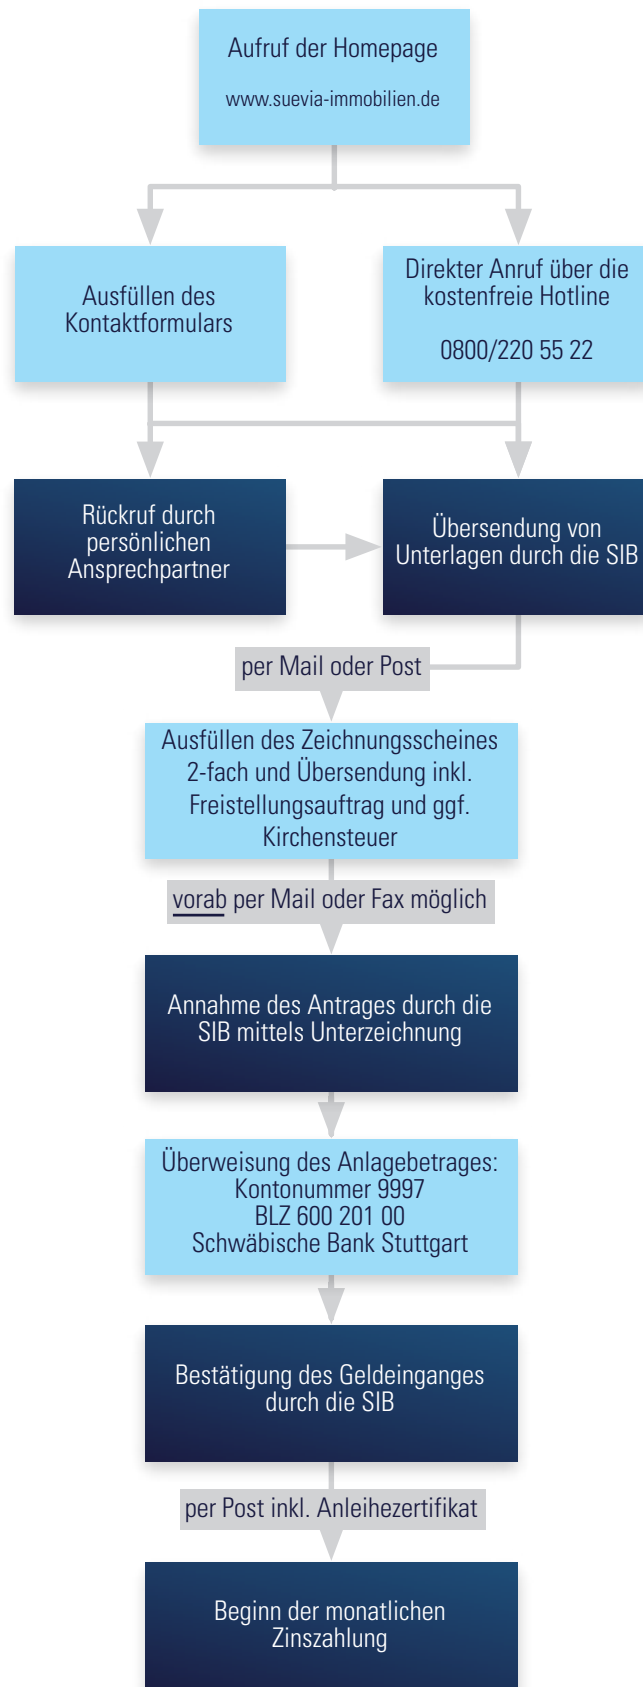 Aufruf der Homepage
www.suevia-immobilien.de
Ausfüllen des
Kontaktformulars
Direkter Anruf über die
kostenfreie Hotline
0800/220 55 22
Rückruf durch
persönlichen
Ansprechpartner
Übersendung von
Unterlagen durch die SIB
per Mail oder Post
Ausfüllen des Zeichnungsscheines
2-fach und Übersendung inkl.
Freistellungsauftrag und ggf.
Kirchensteuer
vorab per Mail oder Fax möglich
Annahme des Antrages durch die
SIB mittels Unterzeichnung
Überweisung des Anlagebetrages:
Kontonummer 9997
BLZ 600 201 00
Schwäbische Bank Stuttgart
Bestätigung des Geldeinganges
durch die SIB
per Post inkl. Anleihezertifikat
Beginn der monatlichen
Zinszahlung